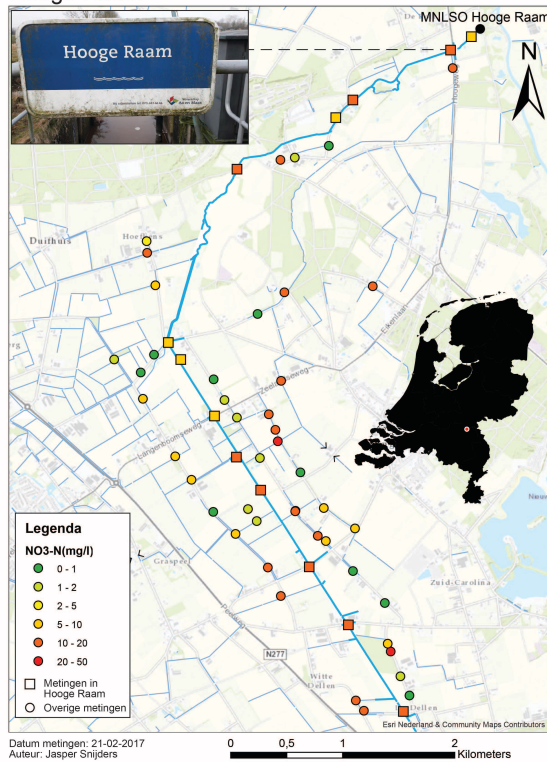 MNLSO Hooge Raam
Hooge Raam
N
Duithuis
Langenboomseweg
Zuid-Carolina
Graspeel
N277
Witte
Dellen
Dellen
Legenda
NO3-N(mg/l)
0 - 1
1 - 2
2 - 5
5 - 10
10 - 20
20 - 50
Metingen in
Hooge Raam
Overige metingen
Esri Nederland & Community Maps Contributors
Datum metingen: 21-02-2017
Auteur: Jasper Snijders
0 0,5 1 2
Kilometers